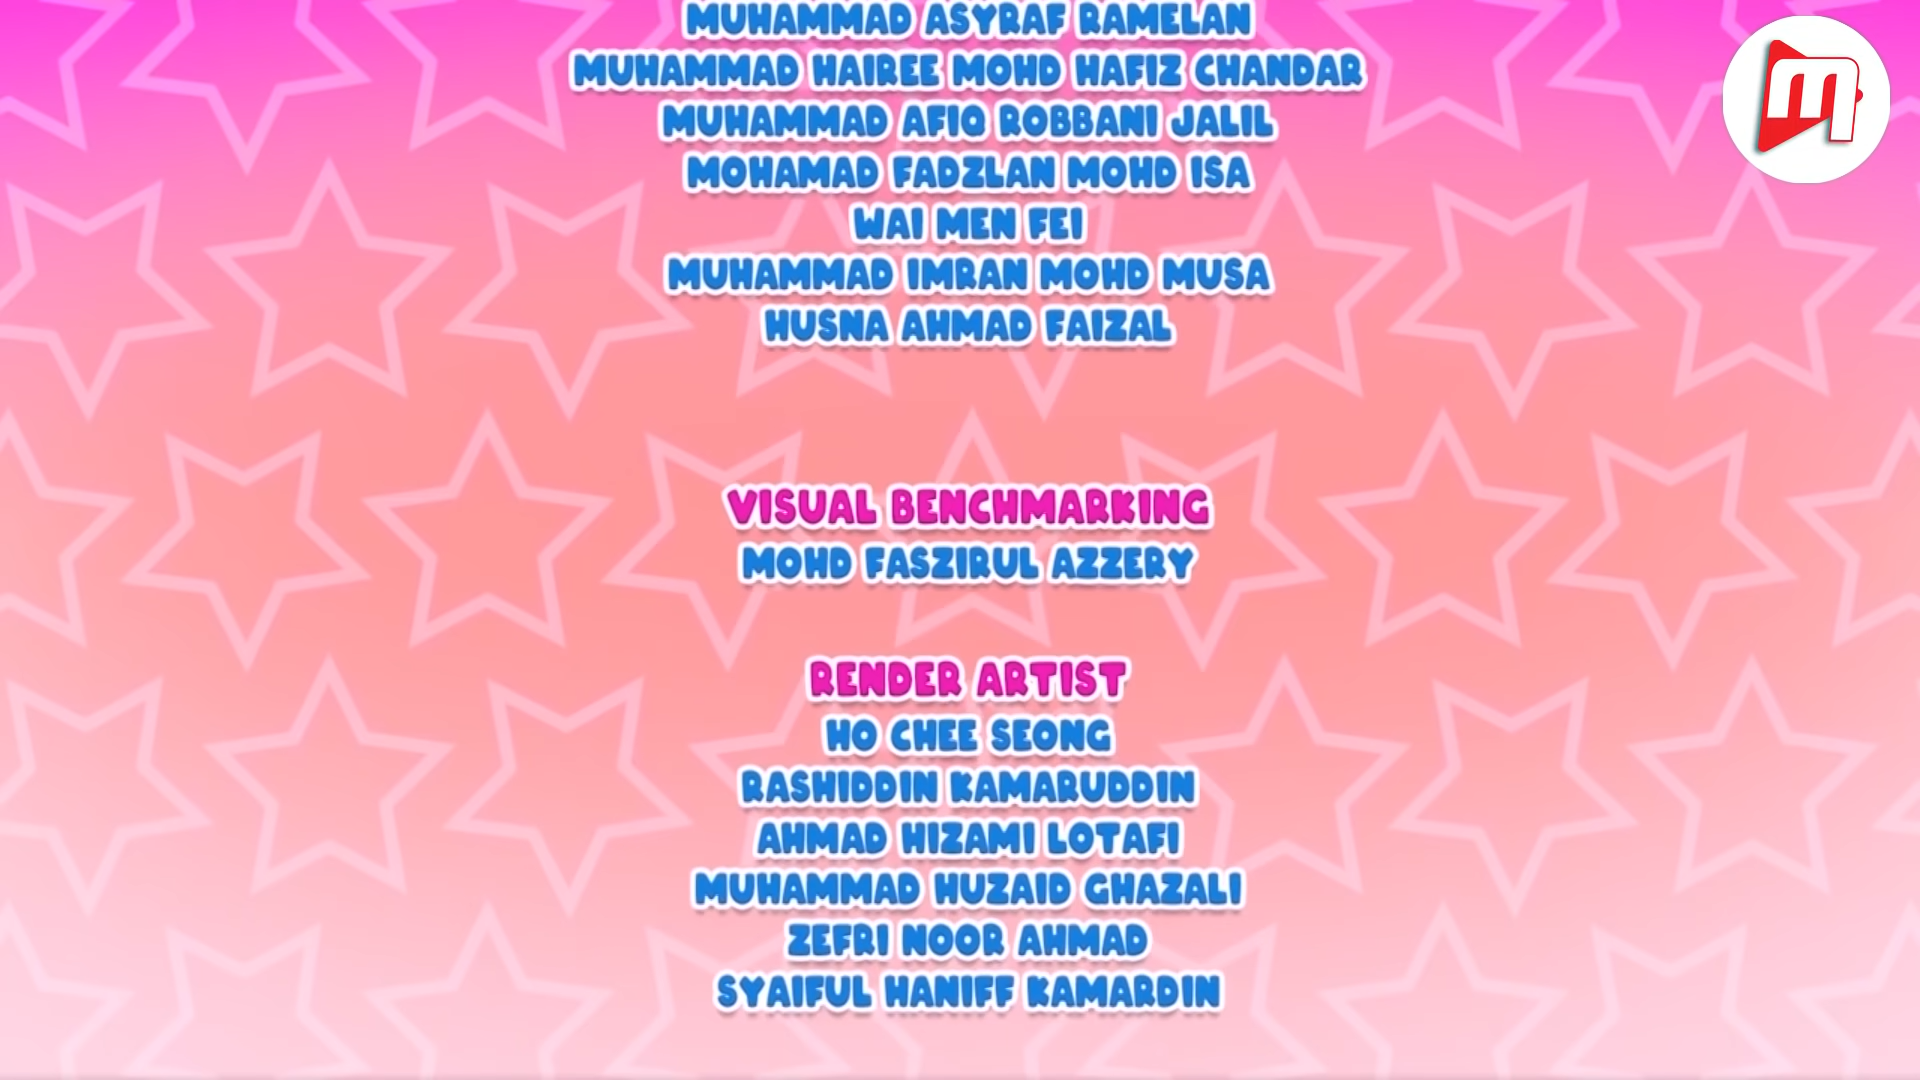 MUHAMMAD ASYRAF RAMELAN
MUHAMMAD HAIREE MOHD HAFIZ CHANDAR
MUHAMMAD AFIQ ROBBANI JALIL
MOHAMAD FADZLAN MOHD ISA
WAI MEN FEI
MUHAMMAD IMRAN MOHD MUSA
HUSNA AHMAD FAIZAL
VISUAL BENCHMARKING
MOHD FASZIRUL AZZERY
RENDER ARTIST
HO CHEE SEONG
RASHIDDIN KAMARUDDIN
AHMAD HIZAMI LOTAFI
MUHAMMAD HUZAID GHAZALI
ZEFRI NOOR AHMAD
SYAIFUL HANIFF KAMARDIN